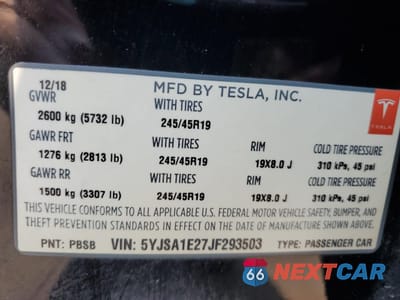 12/18
MFD BY TESLA, INC.
GVWR WITH TIRES
2600 kg (5732 lb) 245/45R19
TESLA
GAWR FRT WITH TIRES RIM COLD TIRE PRESSURE
1276 kg (2813 lb) 245/45R19 19X8.0 J 310 kPs, 45 psi
GAWR RR WITH TIRES RIM COLD TIRE PRESSURE
1500 kg (3307 lb) 245/45R19 19X8.0 J 310 kPs, 45 psi
THIS VEHICLE CONFORMS TO ALL APPLICABLE U.S. FEDERAL MOTOR VEHICLE SAFETY, BUMPER, AND
THEFT PREVENTION STANDARDS IN EFFECT ON THE DATE OF MANUFACTURE SHOWN ABOVE.
PNT: PBSB VIN: 5YJSA1E27JF293503 TYPE: PASSENGER CAR
66 NEXTCAR